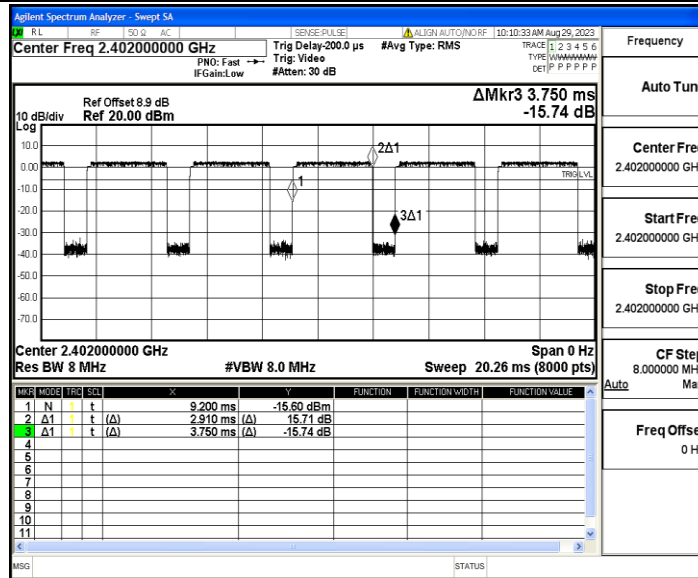 Agilent Spectrum Analyzer - Swept SA
RL RF 50 Ω AC SENSE:PULSE ALIGN AUTO/NO RF 10:10:33 AM Aug 29, 2023
Center Freq 2.402000000 GHz
PNO: Fast
IFGain:Low
Trig Delay-200.0 µs
Trig: Video
#Atten: 30 dB
#Avg Type: RMS
TRACE 1 2 3 4 5 6
TYPE WWWWWW
DET P P P P P P
Ref Offset 8.9 dB
10 dB/div Ref 20.00 dBm
Log
ΔMkr3 3.750 ms
-15.74 dB
10.0
0.00
-10.0
-20.0
-30.0
-40.0
-50.0
-60.0
-70.0
1
2Δ1
3Δ1
TRIG LVL
Center 2.402000000 GHz Span 0 Hz
Res BW 8 MHz #VBW 8.0 MHz Sweep 20.26 ms (8000 pts)
MKR MODE TRC SCL X Y FUNCTION FUNCTION WIDTH FUNCTION VALUE
1 N 1 t 9.200 ms -15.60 dBm
2 Δ1 1 t (Δ) 2.910 ms (Δ) 15.71 dB
3 Δ1 1 t (Δ) 3.750 ms (Δ) -15.74 dB
4
5
6
7
8
9
10
11
MSG STATUS
Frequency
Auto Tun
Center Fre
2.402000000 GH
Start Fre
2.402000000 GH
Stop Fre
2.402000000 GH
CF Step
8.000000 MH
Auto Ma
Freq Offse
0 H